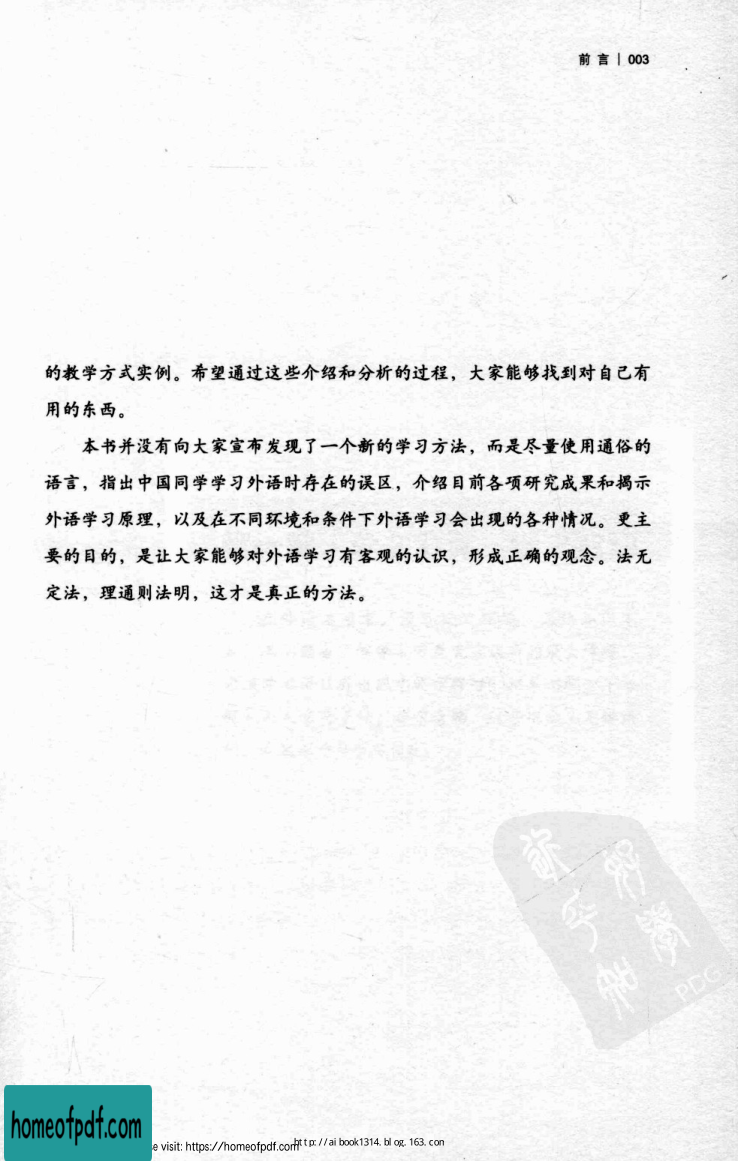 前言 | 003
的教学方式实例。希望通过这些介绍和分析的过程，大家能够找到对自己有
用的东西。
本书并没有向大家宣布发现了一个新的学习方法，而是尽量使用通俗的
语言，指出中国同学学习外语时存在的误区，介绍目前各项研究成果和揭示
外语学习原理，以及在不同环境和条件下外语学习会出现的各种情况。更主
要的目的，是让大家能够对外语学习有客观的认识，形成正确的观念。法无
定法，理通则法明，这才是真正的方法。
PDG
homeofpdf.com
se visit: https://homeofpdf.com
http://aibook1314.blog.163.con